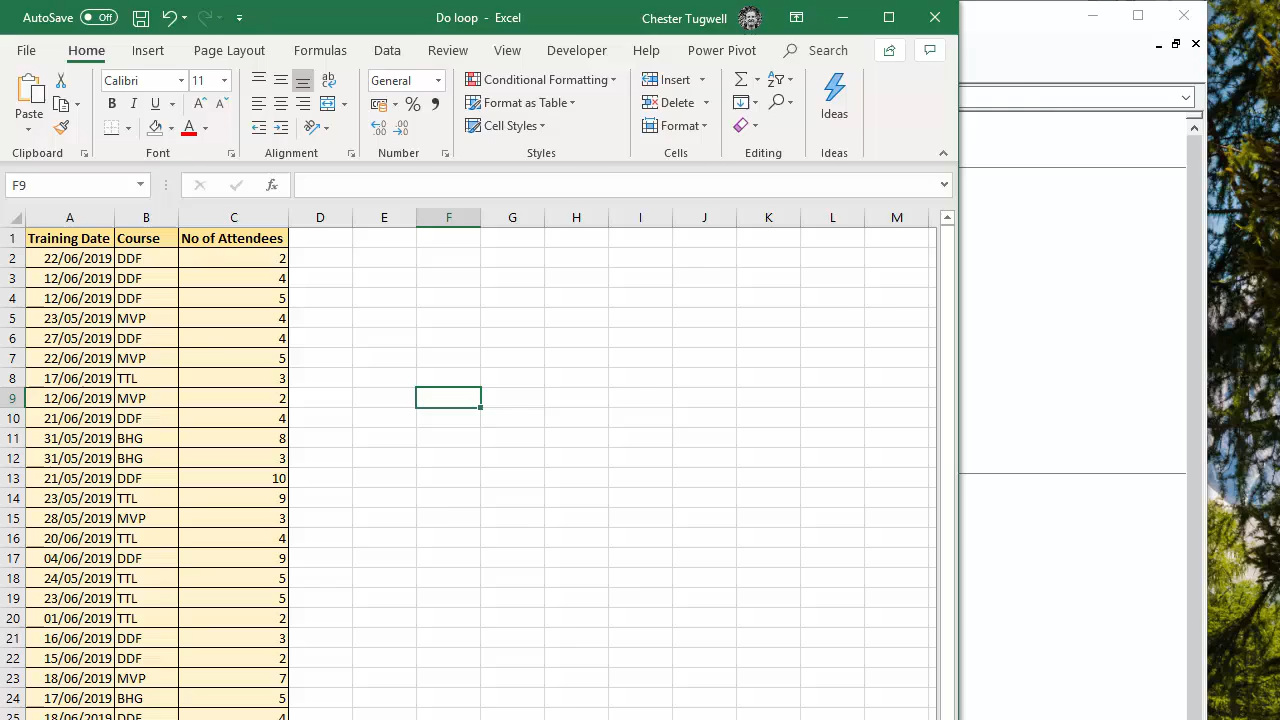 AutoSave Off Do loop - Excel Chester Tugwell
File Home Insert Page Layout Formulas Data Review View Developer Help Power Pivot Search
Paste Calibri 11 General Conditional Formatting Insert Ideas
B I U Format as Table Delete
A Cell Styles Format
Clipboard Font Alignment Number Styles Cells Editing Ideas
F9 fx
A B C D E F G H I J K L M
1 Training Date Course No of Attendees
2 22/06/2019 DDF 2
3 12/06/2019 DDF 4
4 12/06/2019 DDF 5
5 23/05/2019 MVP 4
6 27/05/2019 DDF 4
7 22/06/2019 MVP 5
8 17/06/2019 TTL 3
9 12/06/2019 MVP 2
10 21/06/2019 DDF 4
11 31/05/2019 BHG 8
12 31/05/2019 BHG 3
13 21/05/2019 DDF 10
14 23/05/2019 TTL 9
15 28/05/2019 MVP 3
16 20/06/2019 TTL 4
17 04/06/2019 DDF 9
18 24/05/2019 TTL 5
19 23/06/2019 TTL 5
20 01/06/2019 TTL 2
21 16/06/2019 DDF 3
22 15/06/2019 DDF 2
23 18/06/2019 MVP 7
24 17/06/2019 BHG 5
25 18/06/2019 DDF 4